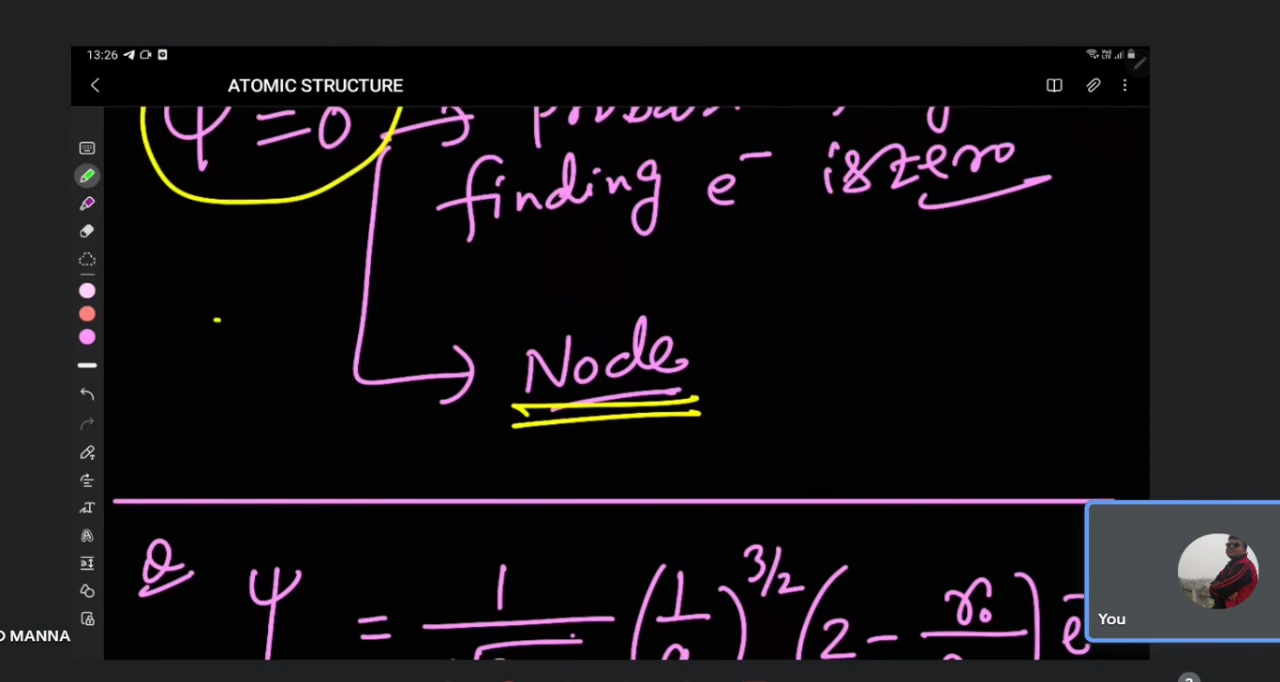 13:26
ATOMIC STRUCTURE
ψ = 0 →
finding e⁻ is zero
→ Node
Q ψ = 1 (1 )^3/2 (2 - r₀ ) e⁻
You
MANNA